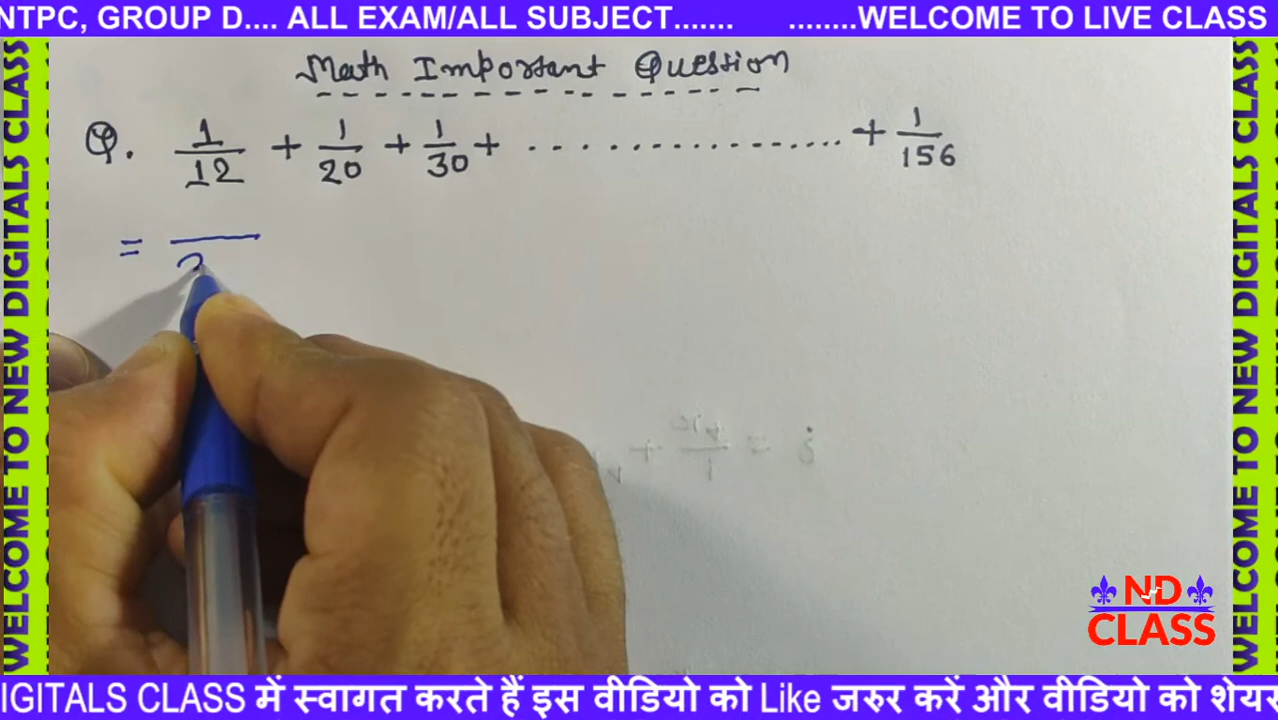 NTPC, GROUP D.... ALL EXAM/ALL SUBJECT....... ........WELCOME TO LIVE CLASS
Math Important Question
Q. 1/12 + 1/20 + 1/30 + ................. + 1/156
=
WELCOME TO NEW DIGITALS CLASS
WELCOME TO NEW DIGITALS CLASS
ND
CLASS
IGITALS CLASS में स्वागत करते हैं इस वीडियो को Like जरुर करें और वीडियो को शेयर